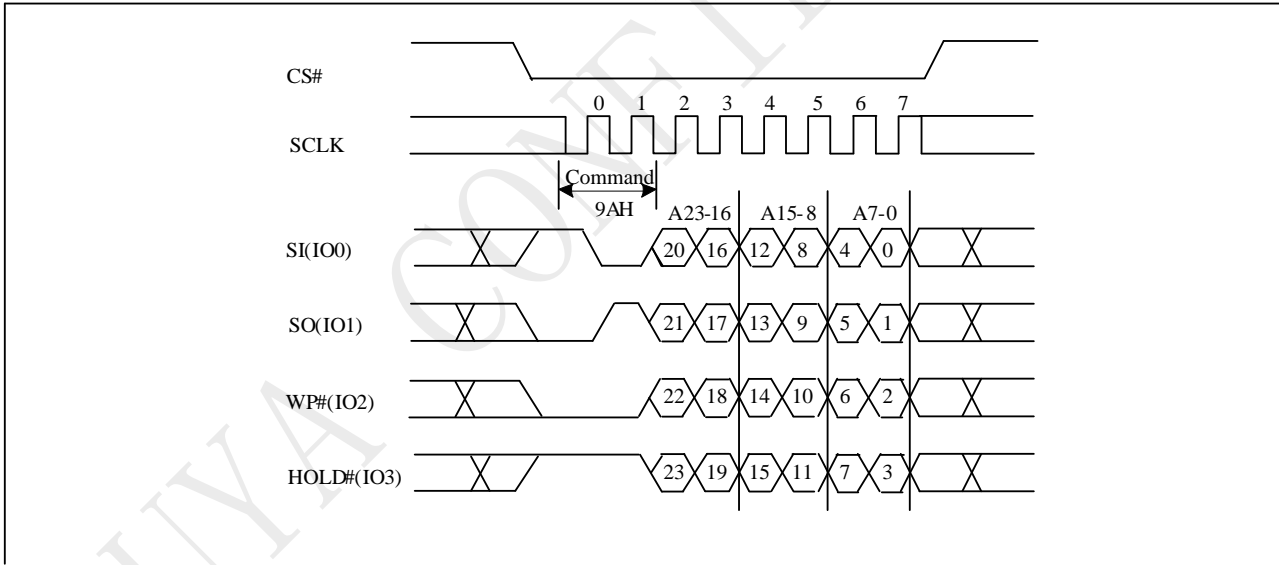 CS#
0 1 2 3 4 5 6 7
SCLK
Command
9AH
A23-16 A15-8 A7-0
SI(IO0) 20 16 12 8 4 0
SO(IO1) 21 17 13 9 5 1
WP#(IO2) 22 18 14 10 6 2
HOLD#(IO3) 23 19 15 11 7 3